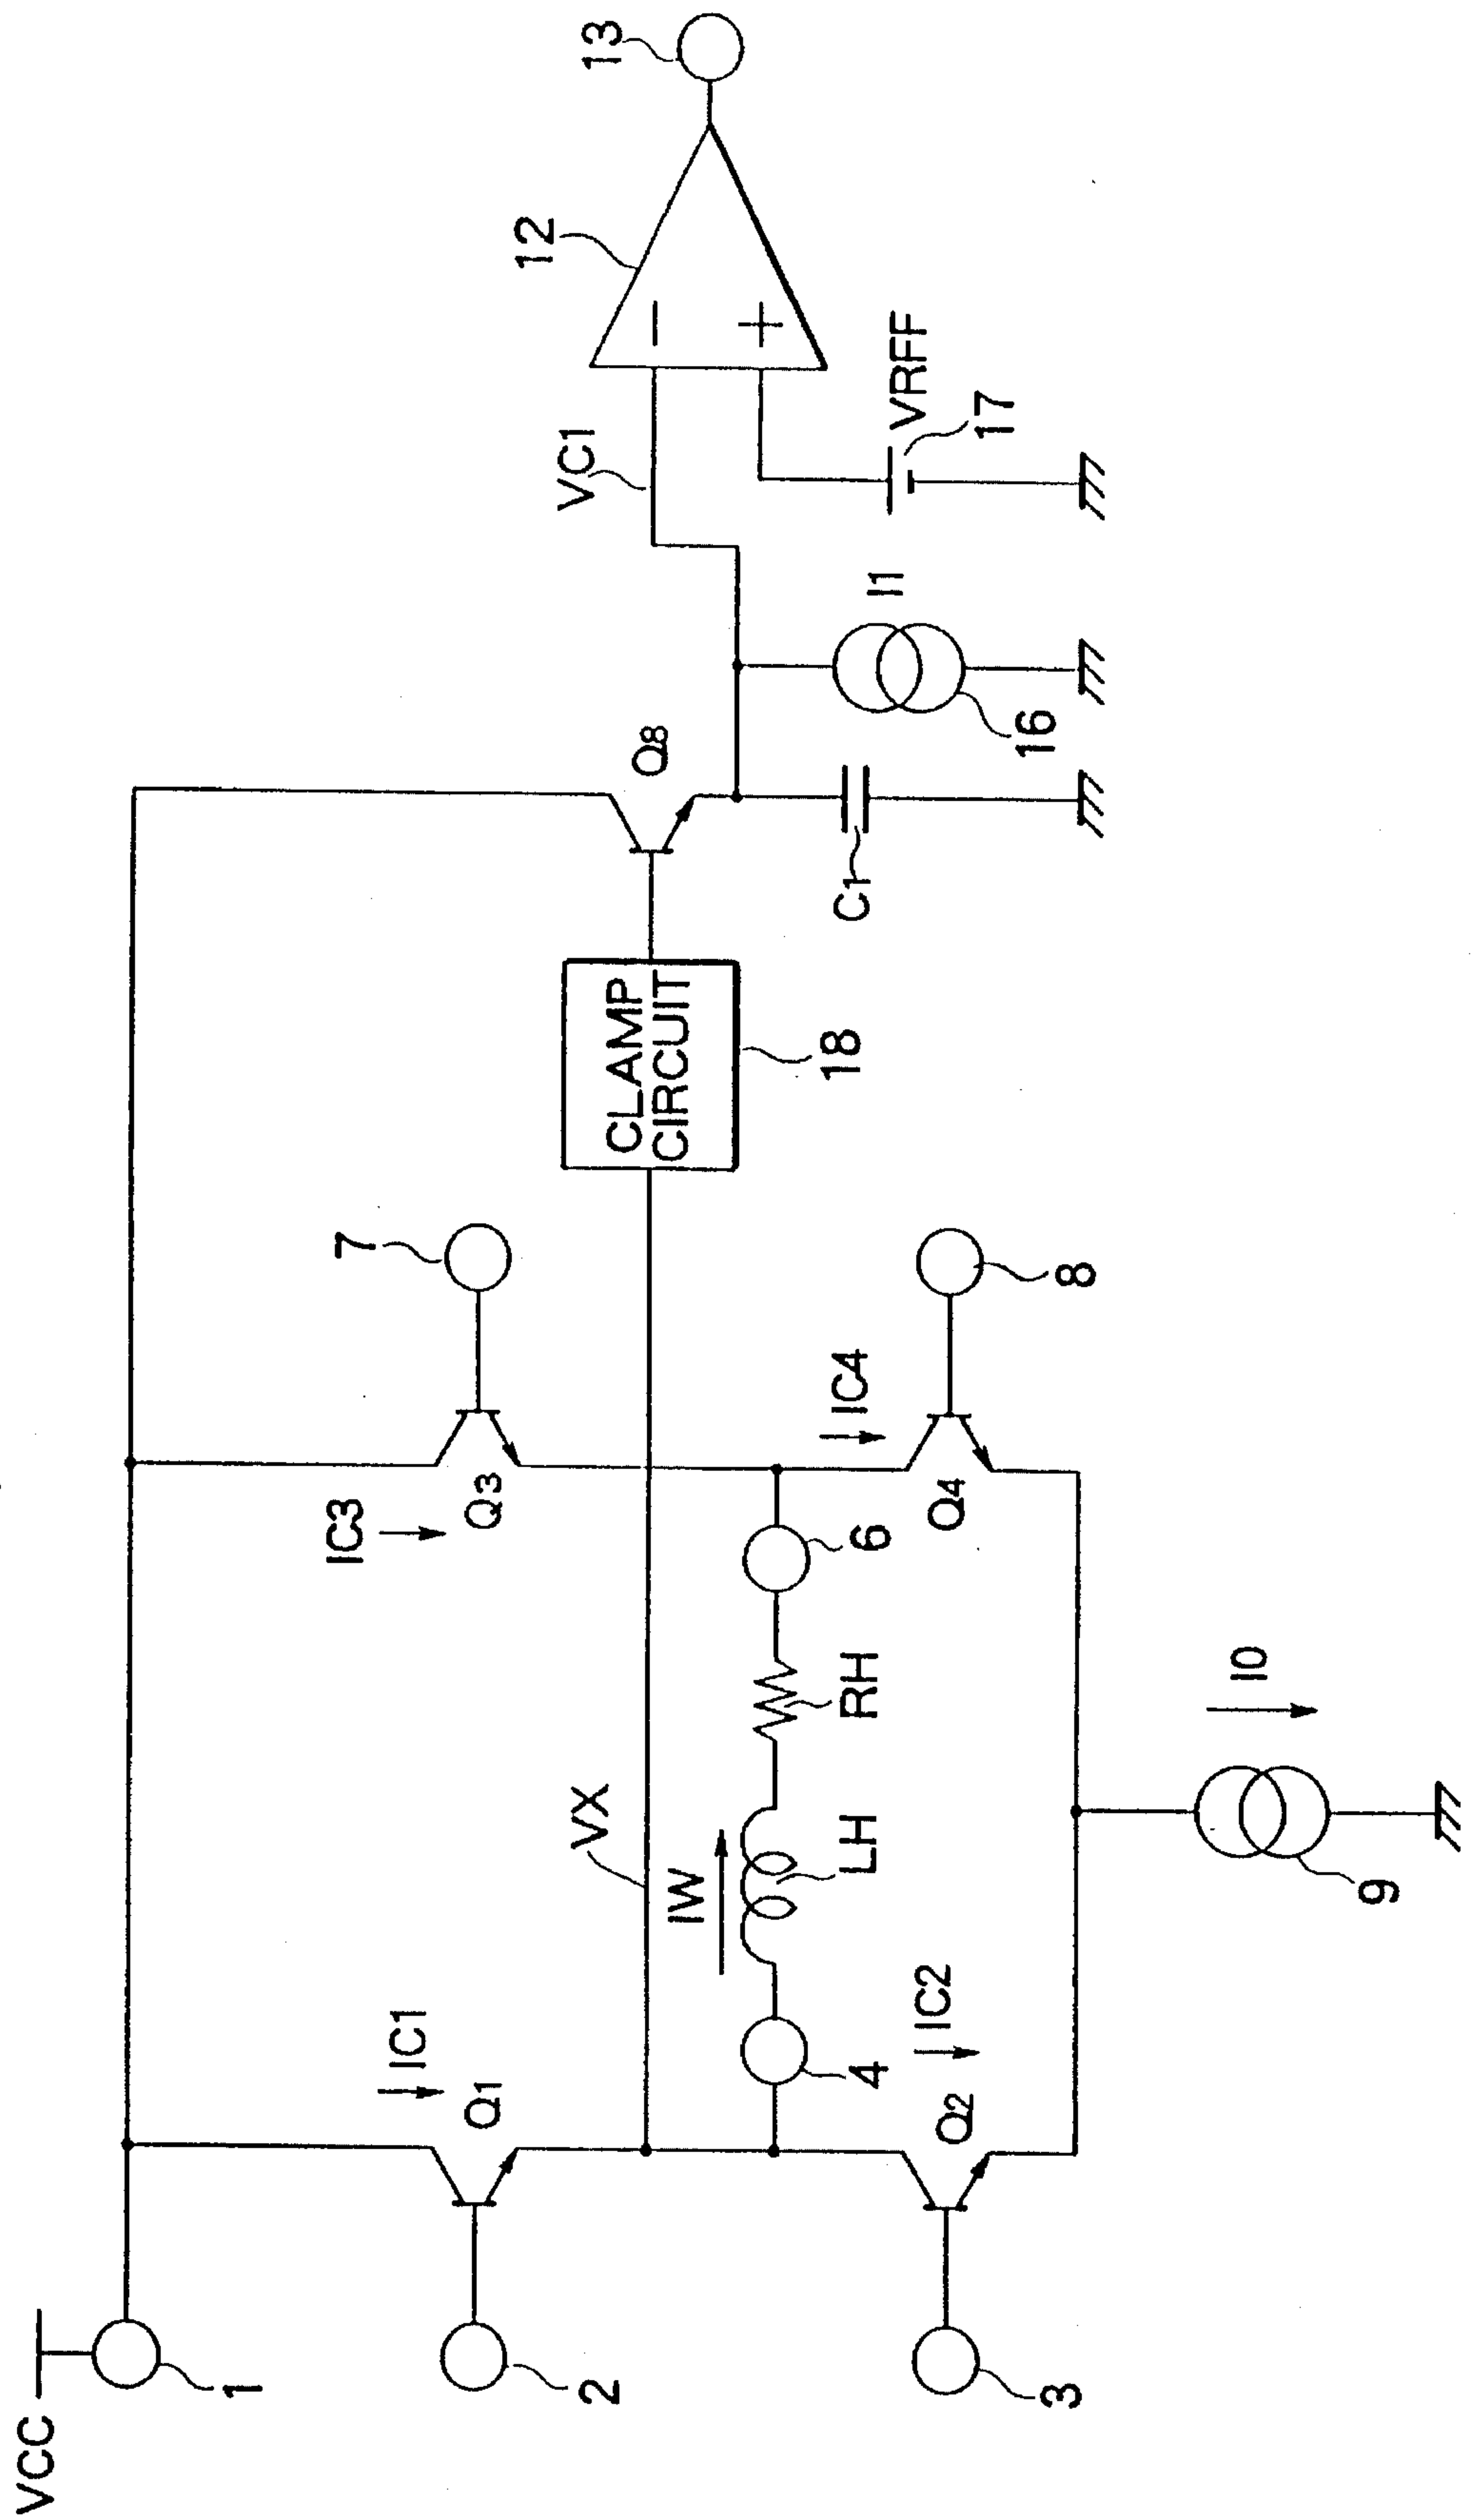 VCC
1
2
3
IC1
Q1
IC2
Q2
VX
IW
4
LH
RH
6
IC3
Q3
IC4
Q4
7
8
I0
9
CLAMP
CIRCUIT
18
Q8
C1
I1
16
VC1
VRFF
17
12
−
+
13